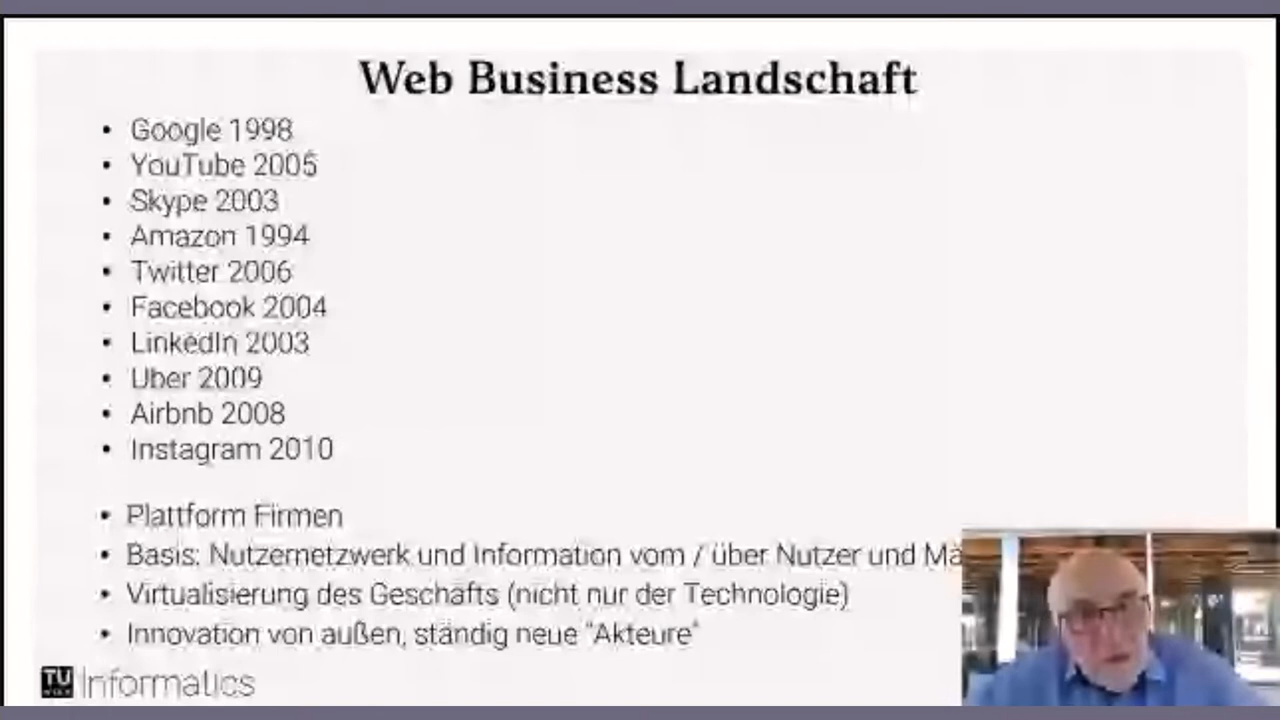 Web Business Landschaft
• Google 1998
• YouTube 2005
• Skype 2003
• Amazon 1994
• Twitter 2006
• Facebook 2004
• LinkedIn 2003
• Uber 2009
• Airbnb 2008
• Instagram 2010
• Plattform Firmen
• Basis: Nutzernetzwerk und Information vom / über Nutzer und Mä
• Virtualisierung des Geschäfts (nicht nur der Technologie)
• Innovation von außen, ständig neue "Akteure"
TU Informatics